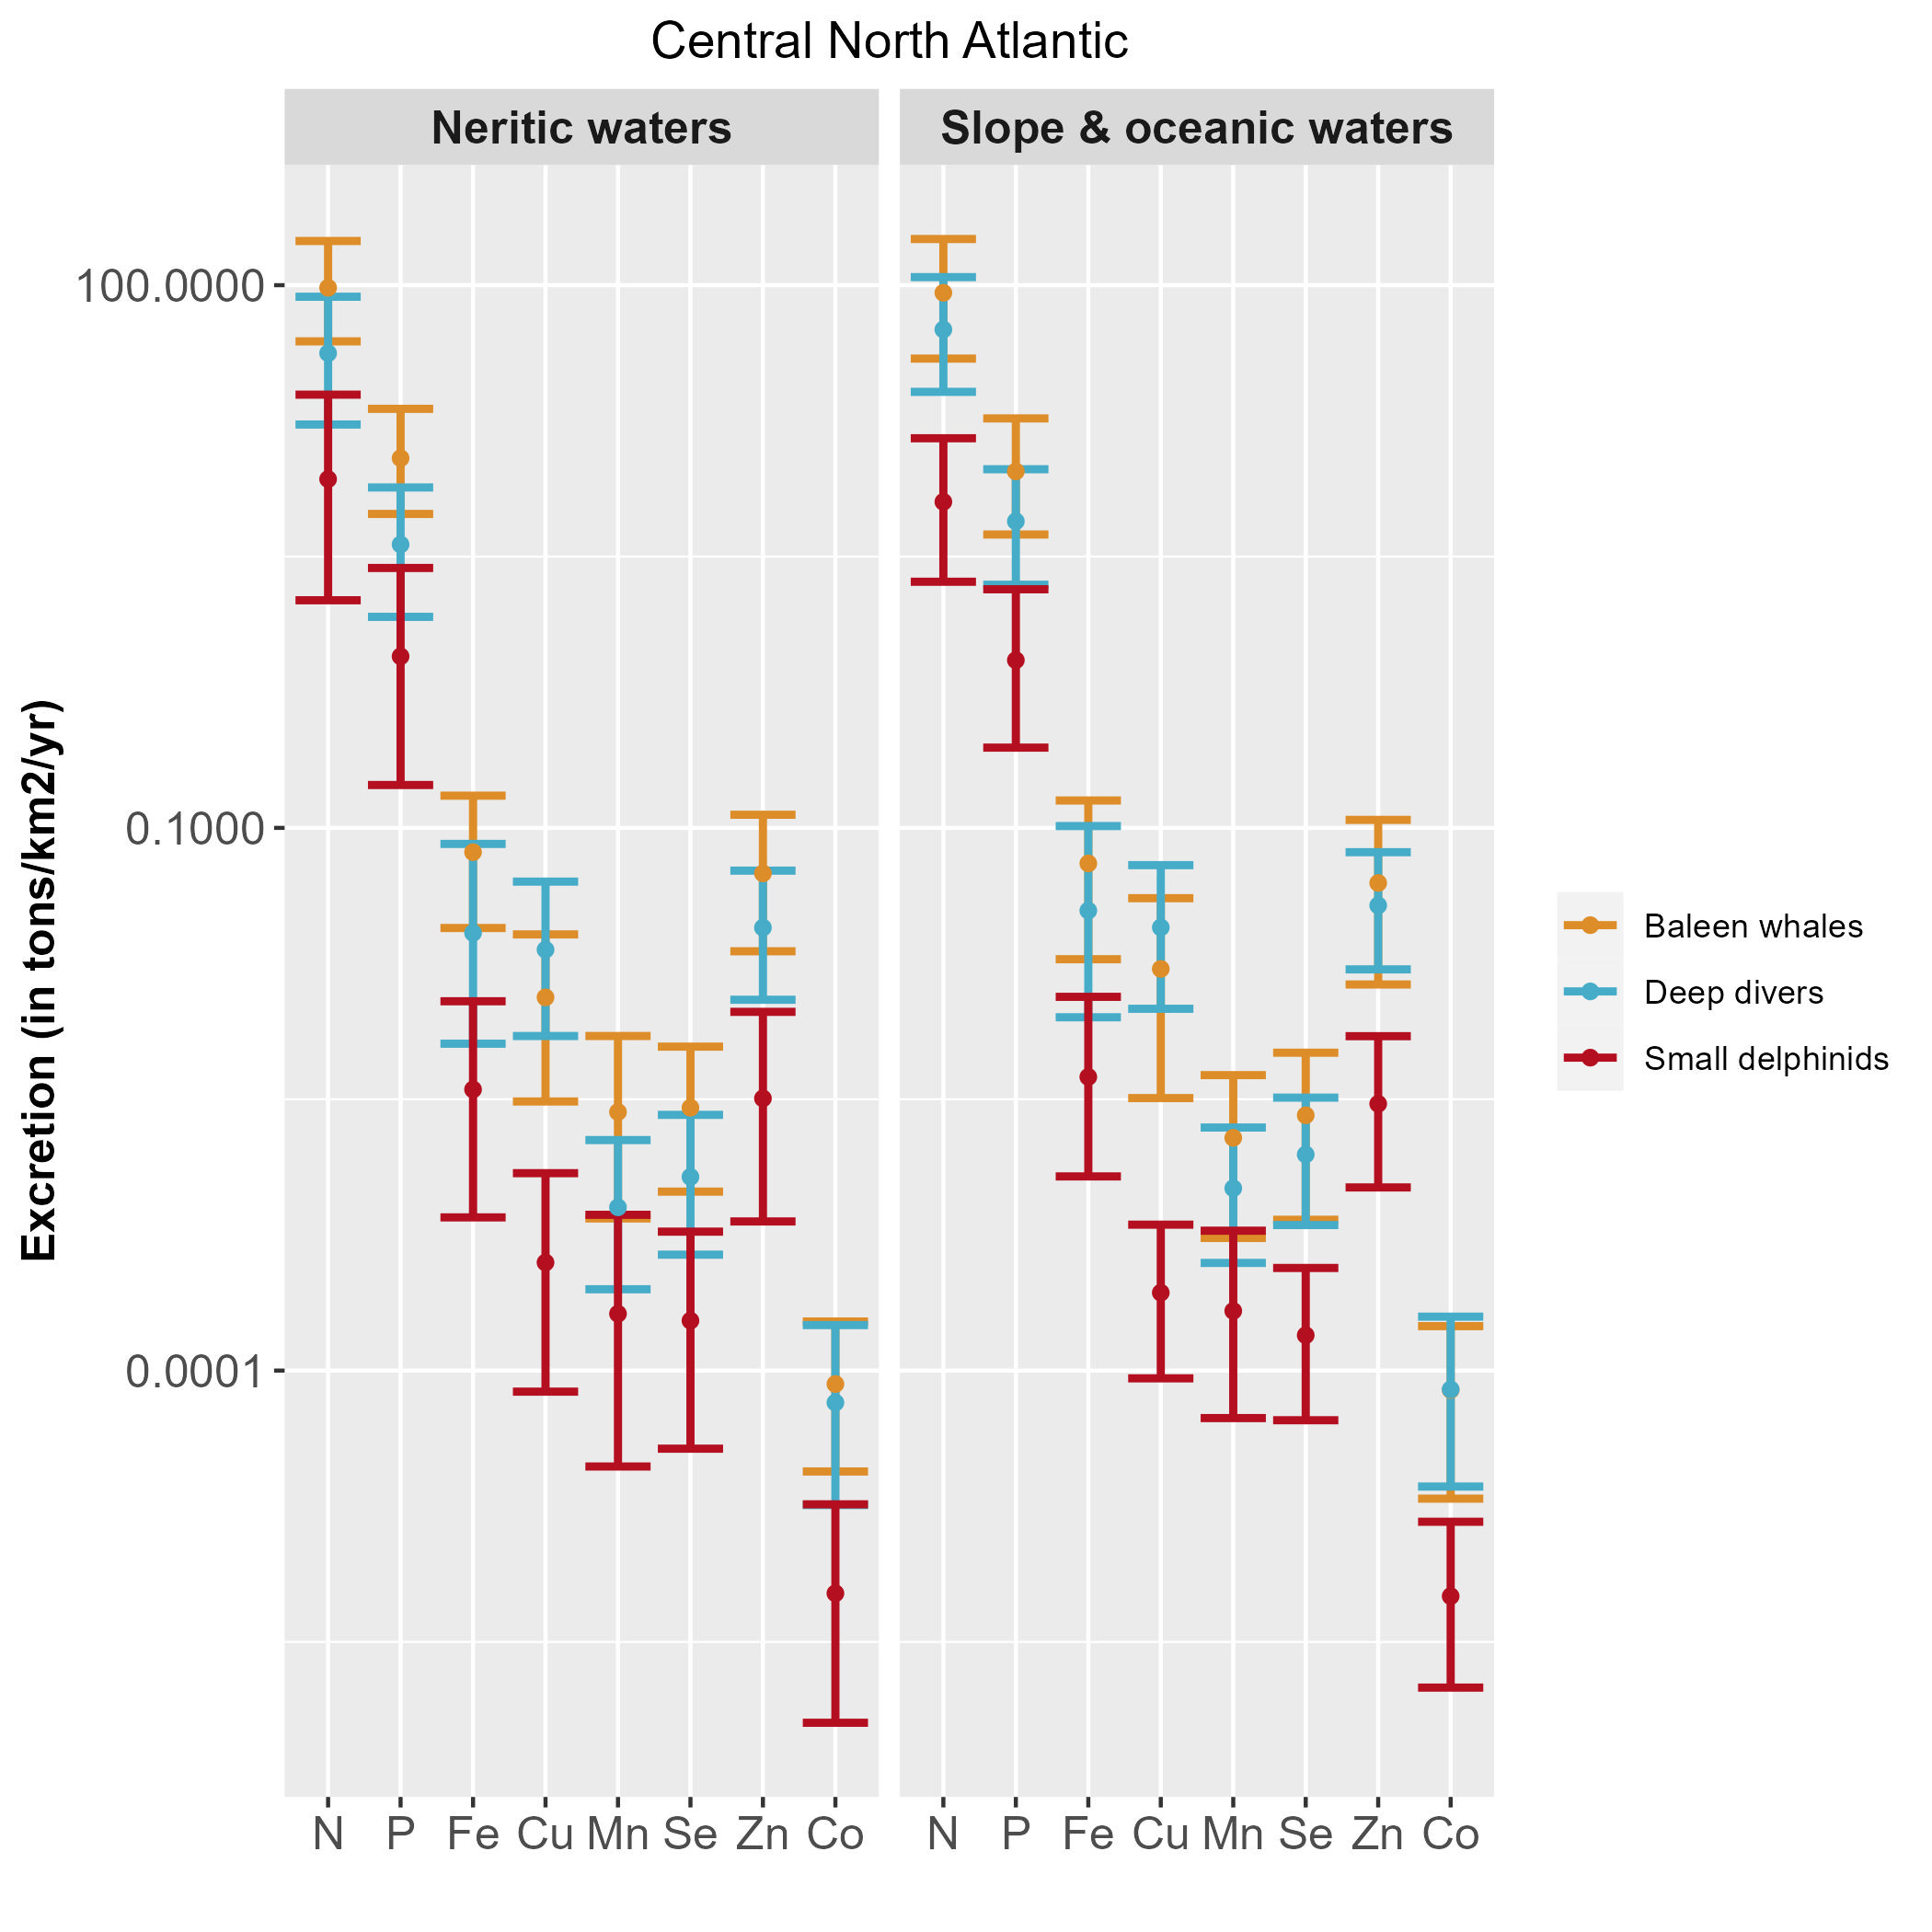 Central North Atlantic
Neritic waters
Slope & oceanic waters
Excretion (in tons/km2/yr)
100.0000
0.1000
0.0001
N P Fe Cu Mn Se Zn Co
N P Fe Cu Mn Se Zn Co
Baleen whales
Deep divers
Small delphinids